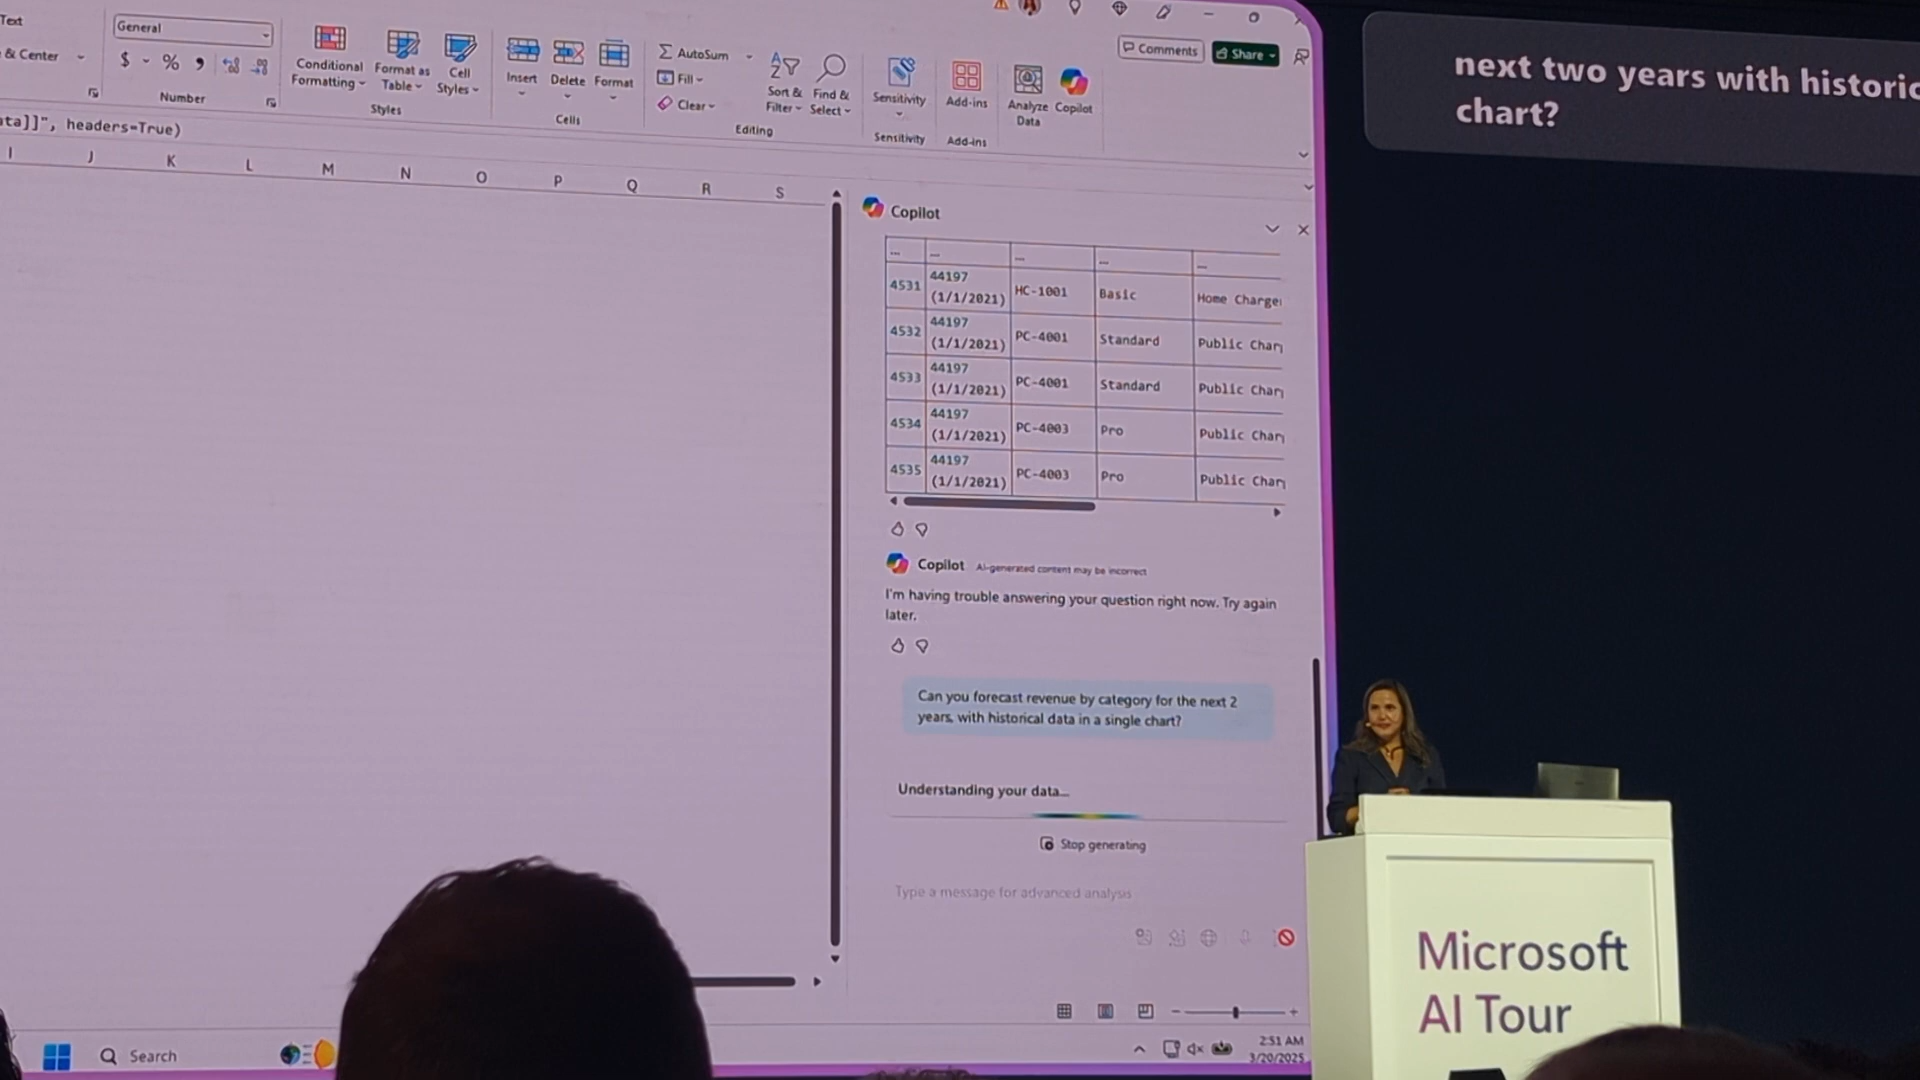 Text
& Center
General
$ % ,
Number
Conditional
Formatting
Format as
Table
Cell
Styles
Styles
Insert
Delete
Format
Cells
AutoSum
Fill
Clear
Sort &
Filter
Find &
Select
Editing
Sensitivity
Sensitivity
Add-ins
Add-ins
Analyze
Data
Copilot
Comments
Share
ata]]", headers=True)
I J K L M N O P Q R S
Copilot
... ... ... ... ...
4531 44197 (1/1/2021) HC-1001 Basic Home Charger
4532 44197 (1/1/2021) PC-4001 Standard Public Char
4533 44197 (1/1/2021) PC-4001 Standard Public Char
4534 44197 (1/1/2021) PC-4003 Pro Public Char
4535 44197 (1/1/2021) PC-4003 Pro Public Char
Copilot AI-generated content may be incorrect
I'm having trouble answering your question right now. Try again
later.
Can you forecast revenue by category for the next 2
years, with historical data in a single chart?
Understanding your data...
Stop generating
Type a message for advanced analysis
Search
2:51 AM
3/20/2025
next two years with historic
chart?
Microsoft
AI Tour